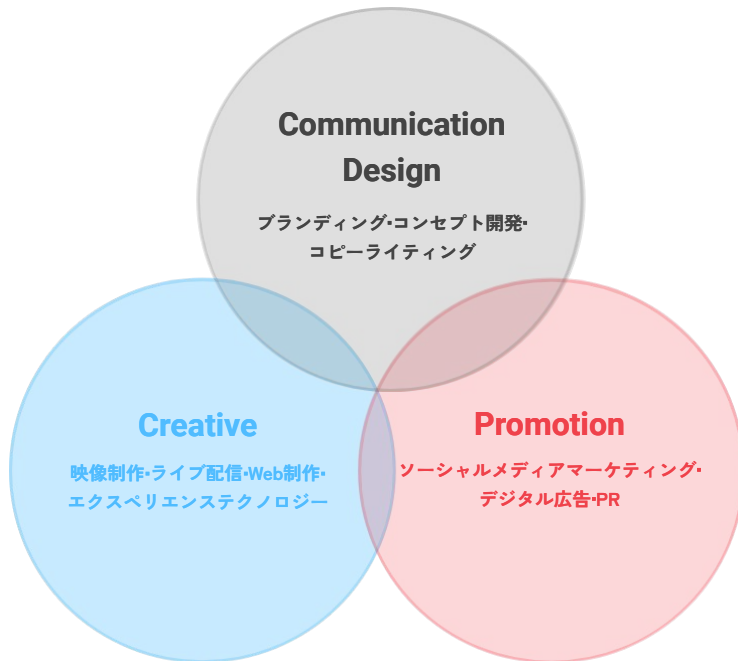 Communication
Design
ブランディング・コンセプト開発・
コピーライティング
Creative
映像制作・ライブ配信・Web制作・
エクスペリエンステクノロジー
Promotion
ソーシャルメディアマーケティング・
デジタル広告・PR